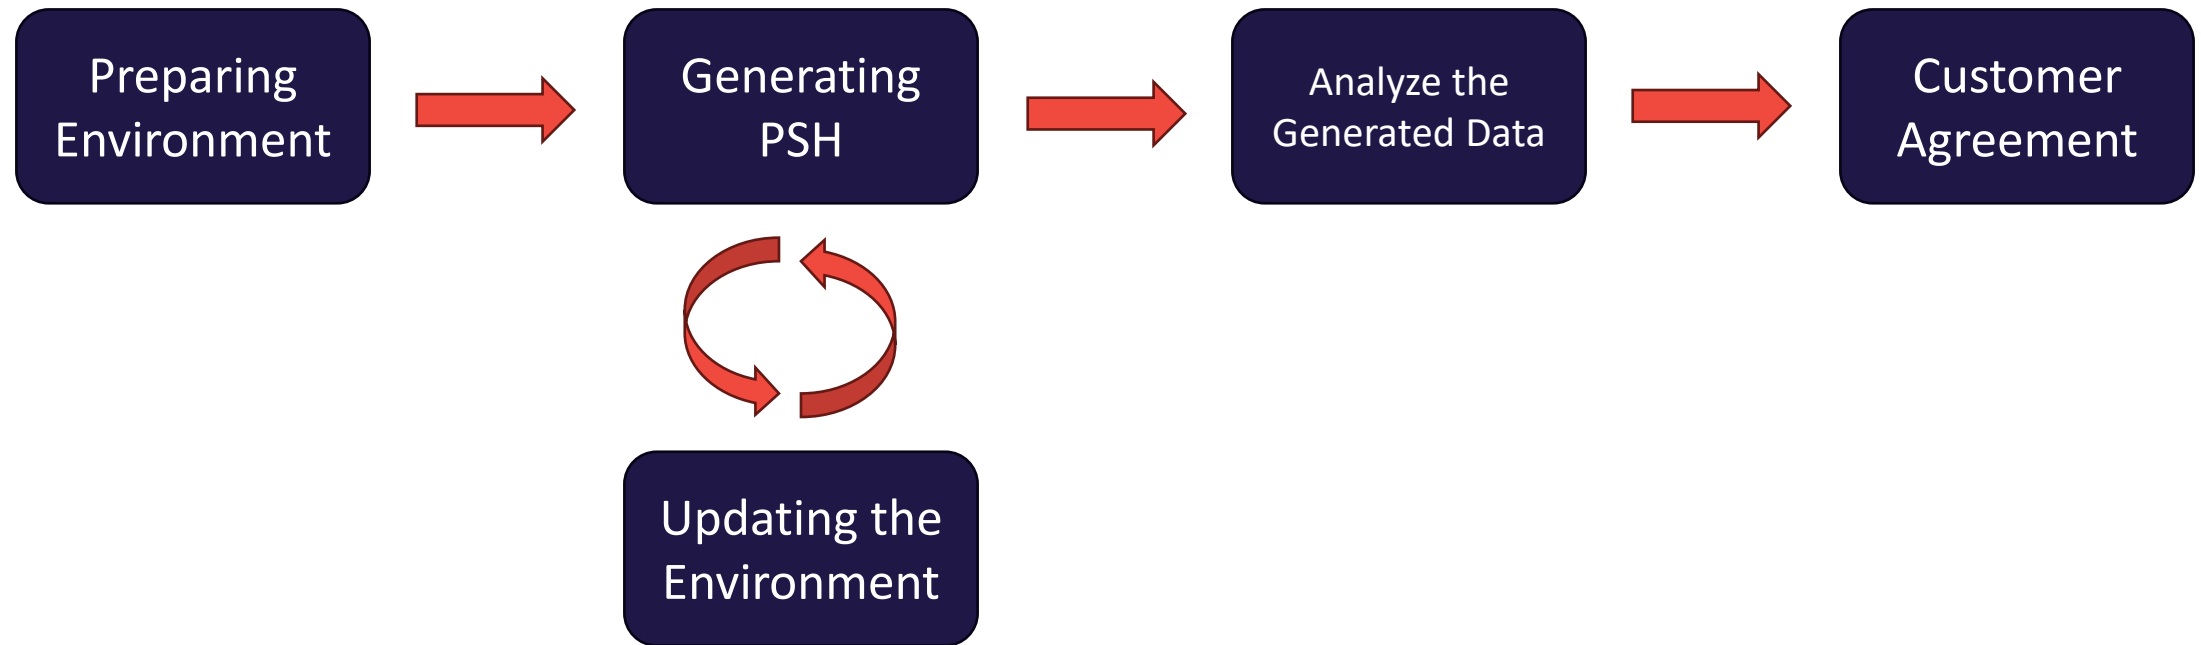 Preparing
Environment
Generating
PSH
Analyze the
Generated Data
Customer
Agreement
Updating the
Environment